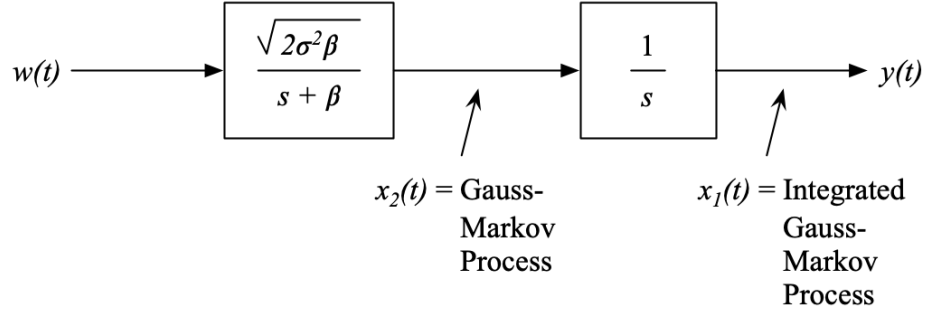 w(t)
√2σ²β
s + β
1
s
y(t)
x₂(t) = Gauss-
Markov
Process
x₁(t) = Integrated
Gauss-
Markov
Process